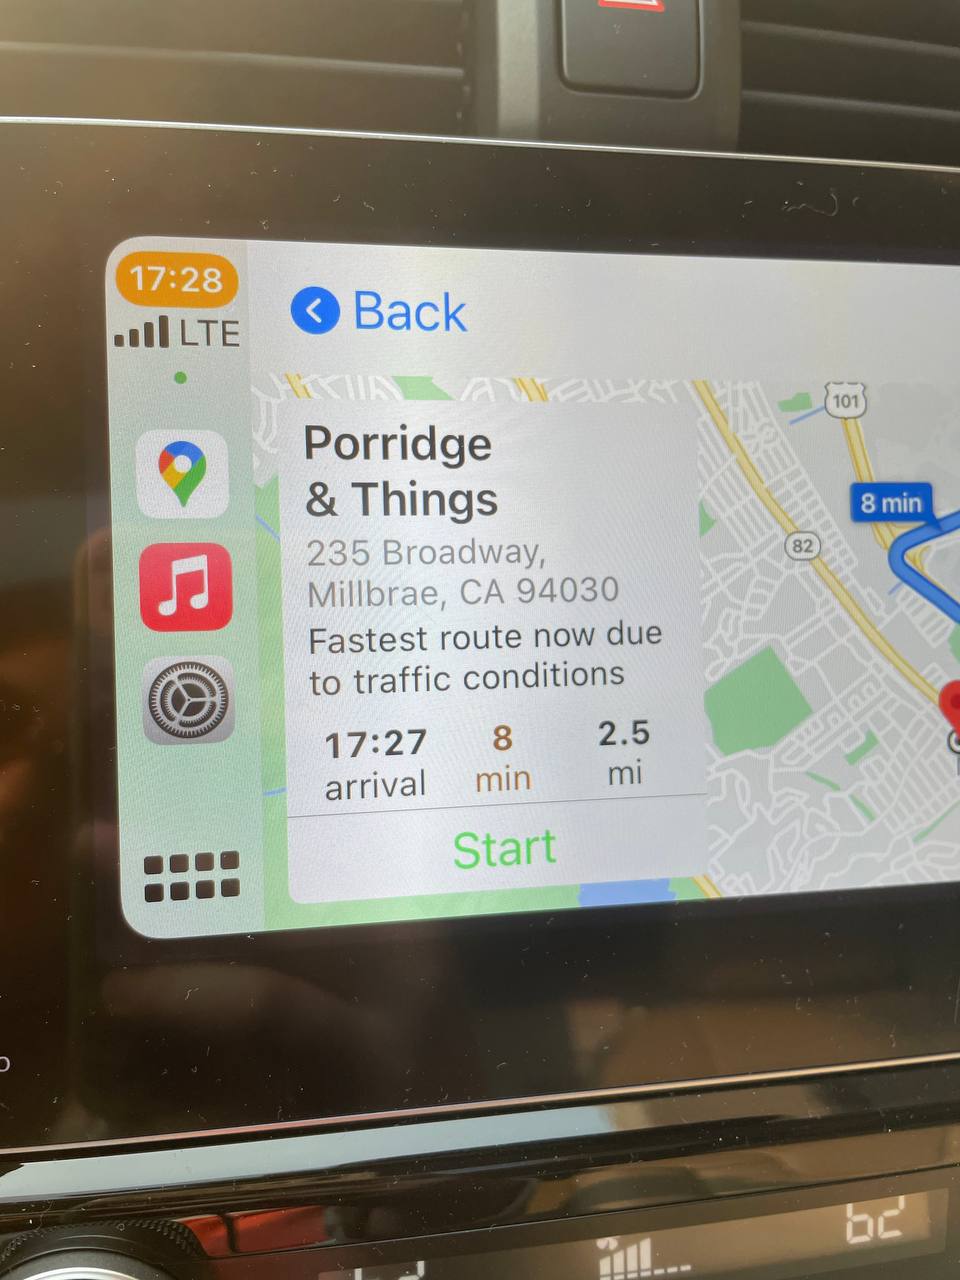 17:28
LTE
Back
Porridge
& Things
235 Broadway,
Millbrae, CA 94030
Fastest route now due
to traffic conditions
17:27 8 2.5
arrival min mi
Start
101
8 min
82
62